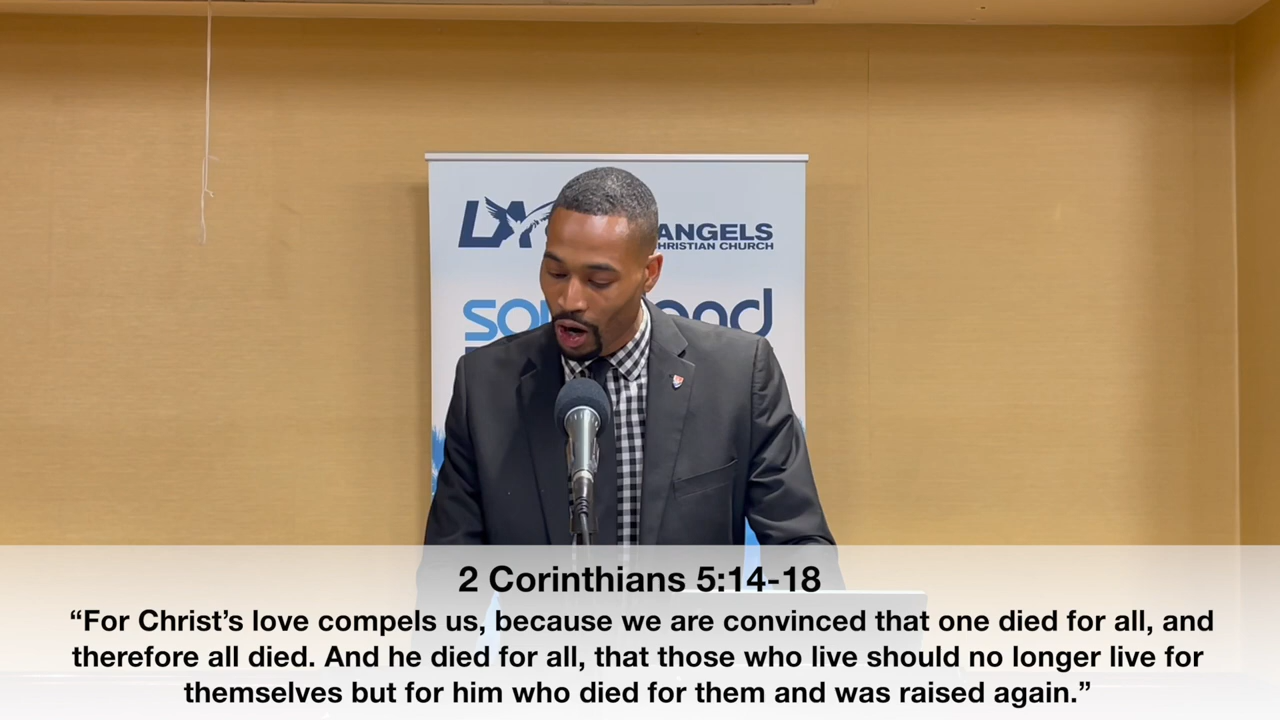 LA
ANGELS
CHRISTIAN CHURCH
2 Corinthians 5:14-18
“For Christ’s love compels us, because we are convinced that one died for all, and
therefore all died. And he died for all, that those who live should no longer live for
themselves but for him who died for them and was raised again.”